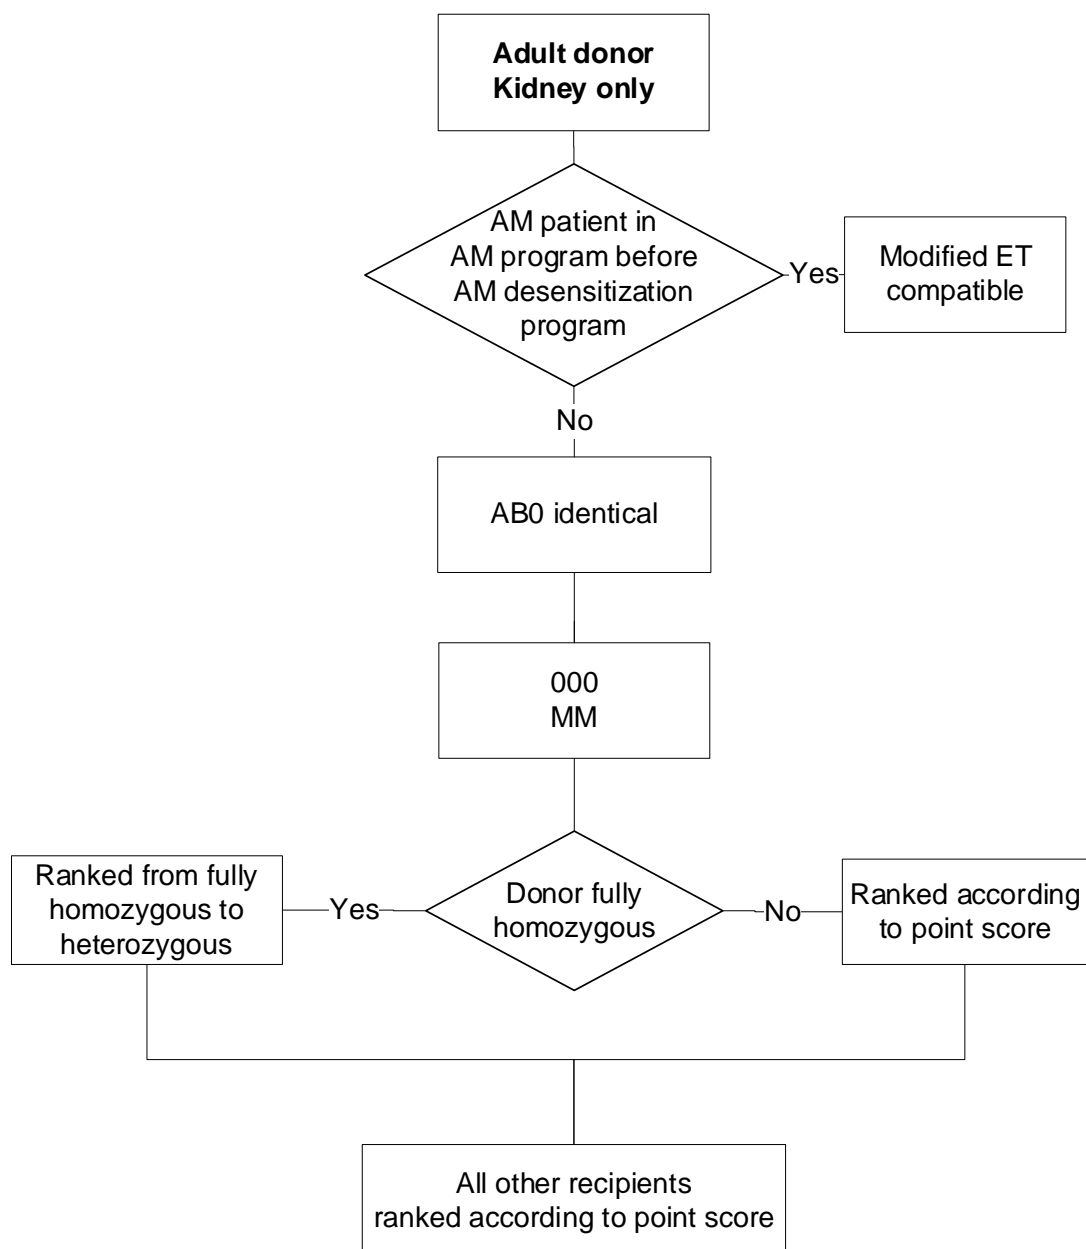 Adult donor
Kidney only
AM patient in
AM program before
AM desensitization
program
Yes
Modified ET
compatible
No
AB0 identical
000
MM
Ranked from fully
homozygous to
heterozygous
Yes
Donor fully
homozygous
No
Ranked according
to point score
All other recipients
ranked according to point score